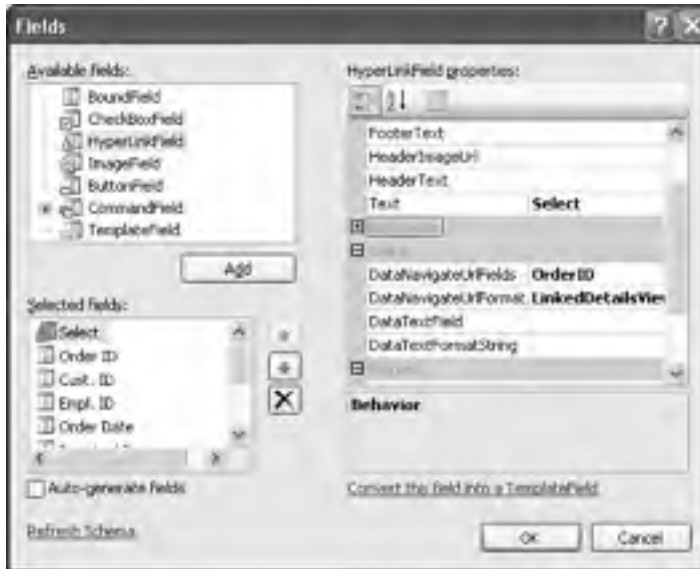 Fields
Available fields:
BoundField
CheckBoxField
HyperLinkField
ImageField
ButtonField
CommandField
TemplateField
Add
Selected fields:
Select
Order ID
Cust. ID
Empl. ID
Order Date
Auto-generate fields
Refresh Schema
HyperLinkField properties:
FooterText
HeaderImageUrl
HeaderText
Text Select
DataNavigateUrlFields OrderID
DataNavigateUrlFormat LinkedDetailsView
DataTextField
DataTextFormatString
Behavior
Convert this field into a TemplateField
OK Cancel